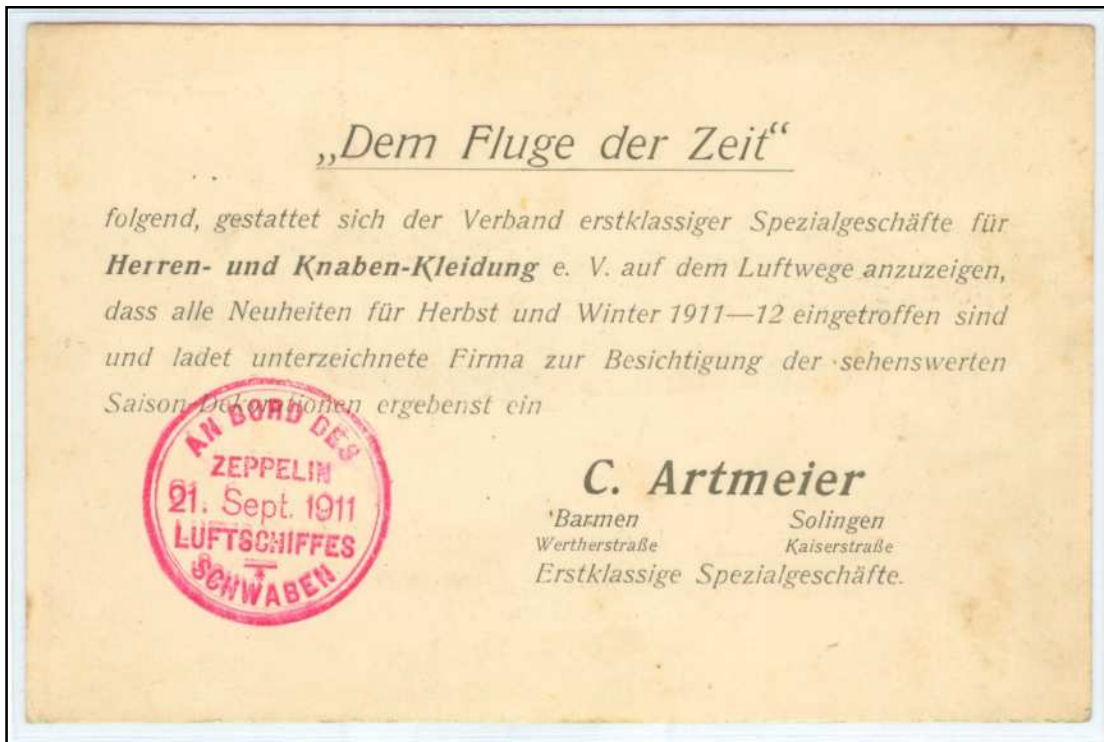 „Dem Fluge der Zeit“
folgend, gestattet sich der Verband erstklassiger Spezialgeschäfte für
Herren- und Knaben-Kleidung e. V. auf dem Luftwege anzuzeigen,
dass alle Neuheiten für Herbst und Winter 1911—12 eingetroffen sind
und ladet unterzeichnete Firma zur Besichtigung der sehenswerten
Saison-Dekorationen ergebenst ein
AN BORD DES
ZEPPELIN
21. Sept. 1911
LUFTSCHIFFES
SCHWABEN
C. Artmeier
Barmen Solingen
Wertherstraße Kaiserstraße
Erstklassige Spezialgeschäfte.